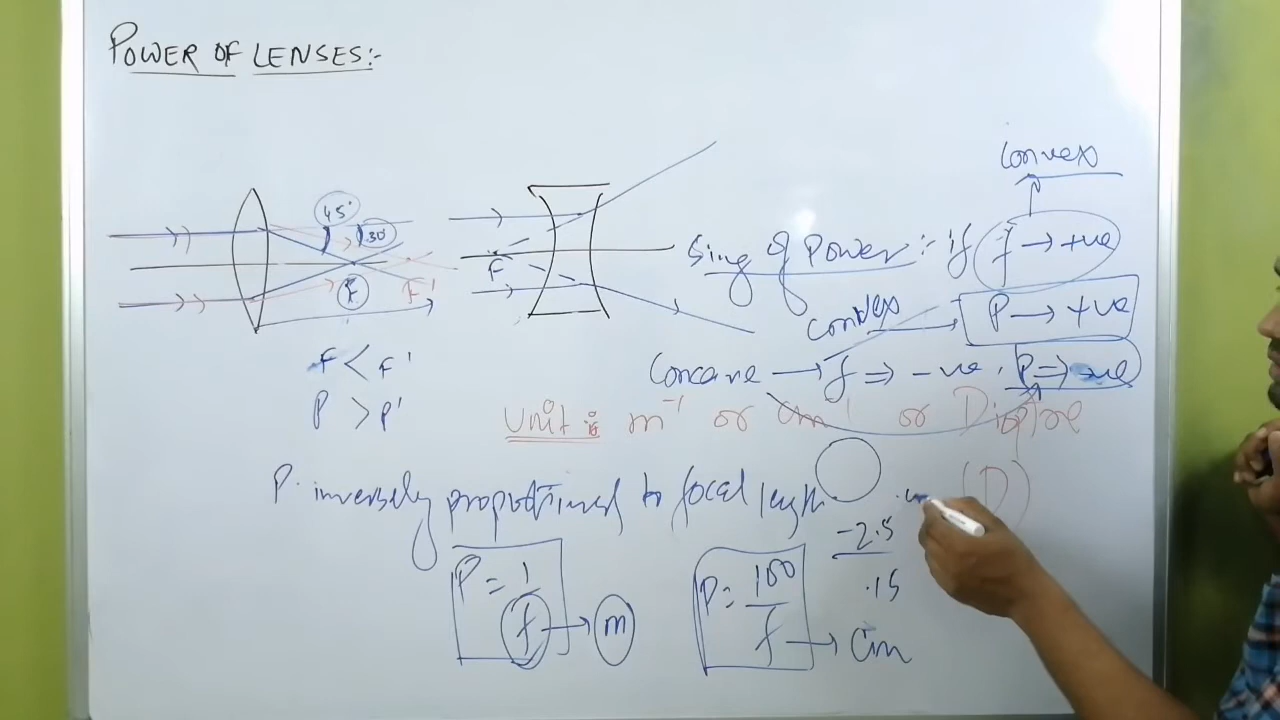 POWER OF LENSES:-
Convex
45°
30°
F
F'
F
Sing of Power:- if f → +ve
Convex → P → +ve
Concave → f ⇒ -ve. P ⇒ -ve
F < F'
P > P'
Unit : m⁻¹ or Cm⁻¹ or Dioptre
(D)
P. inversely proportional to focal length
-2.5
.15
P = 1/f → m
P = 100/f → Cm